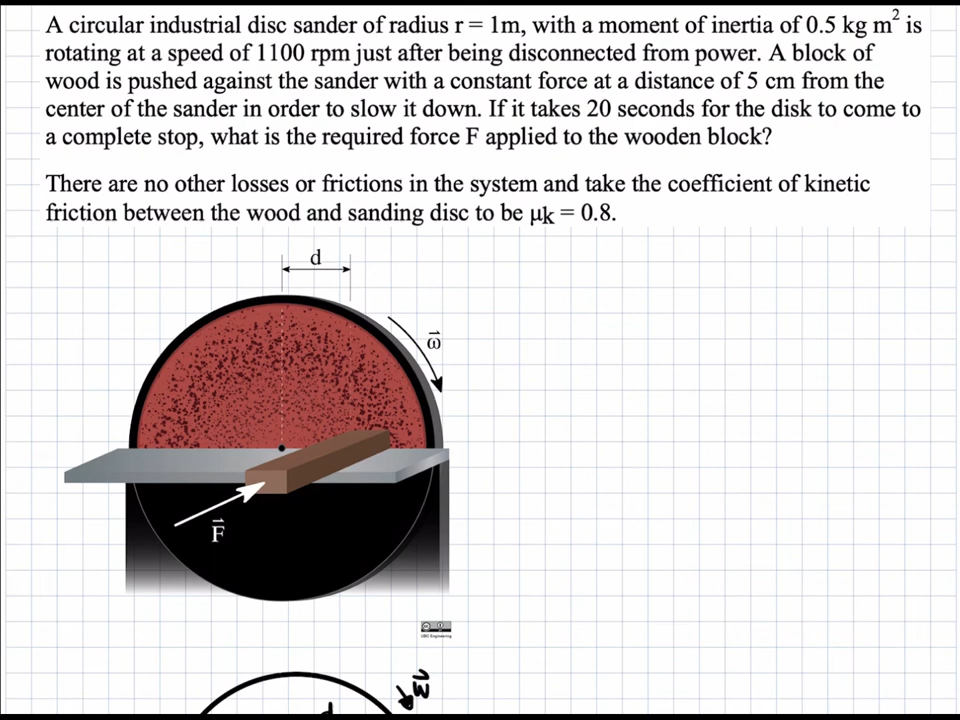 A circular industrial disc sander of radius r = 1m, with a moment of inertia of 0.5 kg m² is
rotating at a speed of 1100 rpm just after being disconnected from power. A block of
wood is pushed against the sander with a constant force at a distance of 5 cm from the
center of the sander in order to slow it down. If it takes 20 seconds for the disk to come to
a complete stop, what is the required force F applied to the wooden block?
There are no other losses or frictions in the system and take the coefficient of kinetic
friction between the wood and sanding disc to be μk = 0.8.
d
ω⃗
F⃗
UBC Engineering